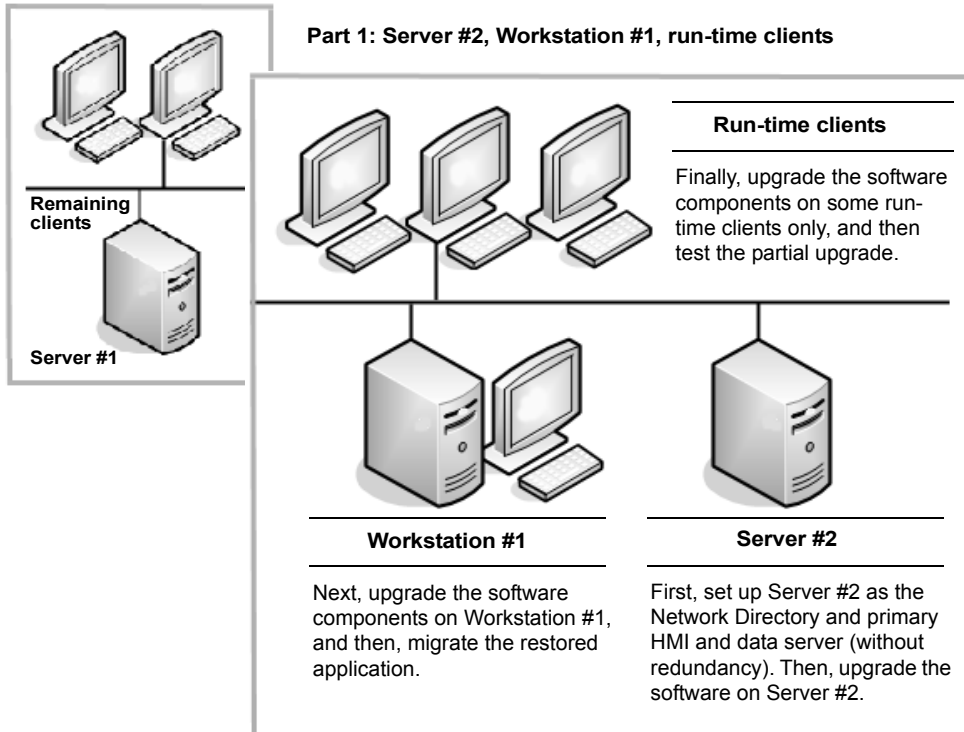 Part 1: Server #2, Workstation #1, run-time clients
Remaining
clients
Server #1
Run-time clients
Finally, upgrade the software
components on some run-
time clients only, and then
test the partial upgrade.
Workstation #1
Next, upgrade the software
components on Workstation #1,
and then, migrate the restored
application.
Server #2
First, set up Server #2 as the
Network Directory and primary
HMI and data server (without
redundancy). Then, upgrade the
software on Server #2.